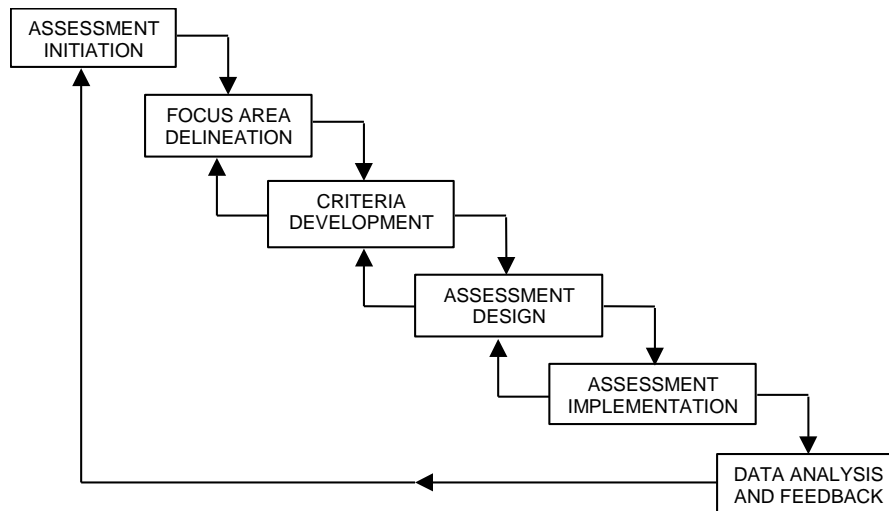 ASSESSMENT
INITIATION
FOCUS AREA
DELINEATION
CRITERIA
DEVELOPMENT
ASSESSMENT
DESIGN
ASSESSMENT
IMPLEMENTATION
DATA ANALYSIS
AND FEEDBACK